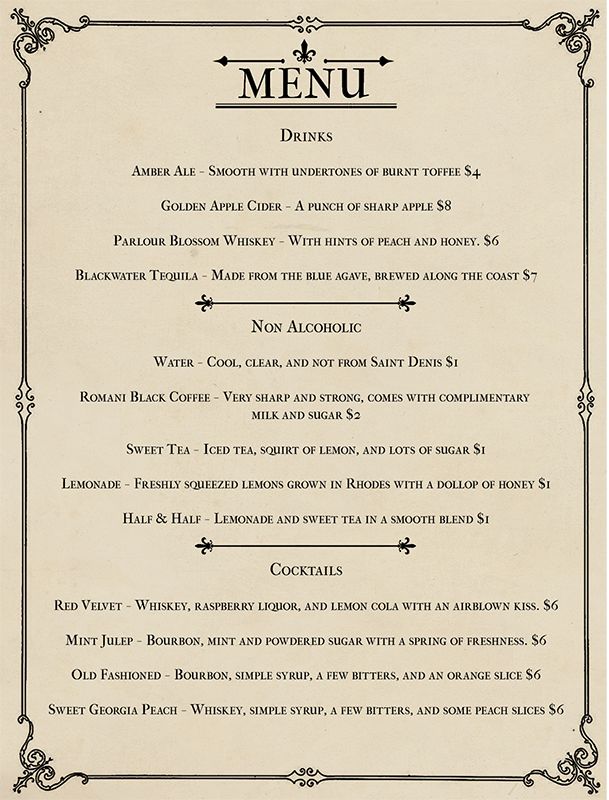 MENU
Drinks
Amber Ale - Smooth with undertones of burnt toffee $4
Golden Apple Cider - A punch of sharp apple $8
Parlour Blossom Whiskey - With hints of peach and honey. $6
Blackwater Tequila - Made from the blue agave, brewed along the coast $7
Non Alcoholic
Water - Cool, clear, and not from Saint Denis $1
Romani Black Coffee - Very sharp and strong, comes with complimentary
milk and sugar $2
Sweet Tea - Iced tea, squirt of lemon, and lots of sugar $1
Lemonade - Freshly squeezed lemons grown in Rhodes with a dollop of honey $1
Half & Half - Lemonade and sweet tea in a smooth blend $1
Cocktails
Red Velvet - Whiskey, raspberry liquor, and lemon cola with an airblown kiss. $6
Mint Julep - Bourbon, mint and powdered sugar with a spring of freshness. $6
Old Fashioned - Bourbon, simple syrup, a few bitters, and an orange slice $6
Sweet Georgia Peach - Whiskey, simple syrup, a few bitters, and some peach slices $6